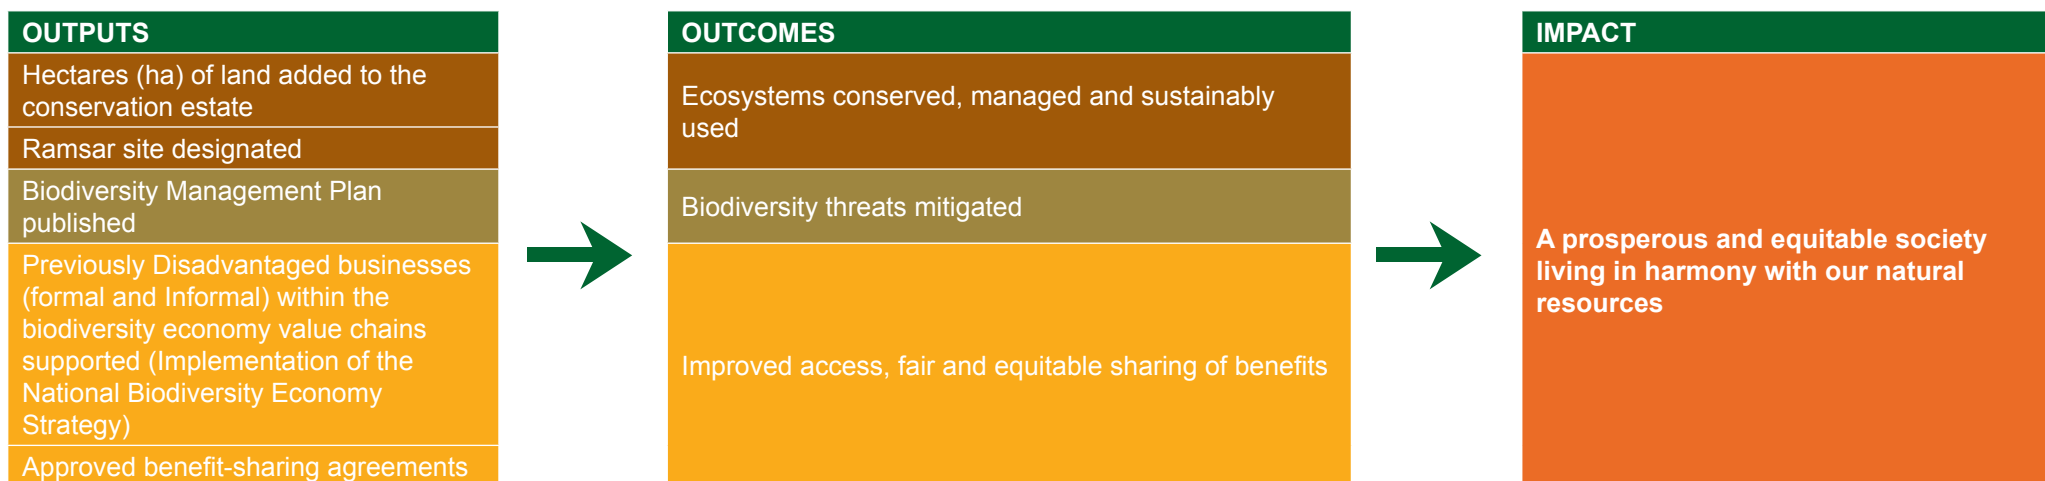 OUTPUTS
Hectares (ha) of land added to the
conservation estate
Ramsar site designated
Biodiversity Management Plan
published
Previously Disadvantaged businesses
(formal and Informal) within the
biodiversity economy value chains
supported (Implementation of the
National Biodiversity Economy
Strategy)
Approved benefit-sharing agreements
OUTCOMES
Ecosystems conserved, managed and sustainably
used
Biodiversity threats mitigated
Improved access, fair and equitable sharing of benefits
IMPACT
A prosperous and equitable society
living in harmony with our natural
resources